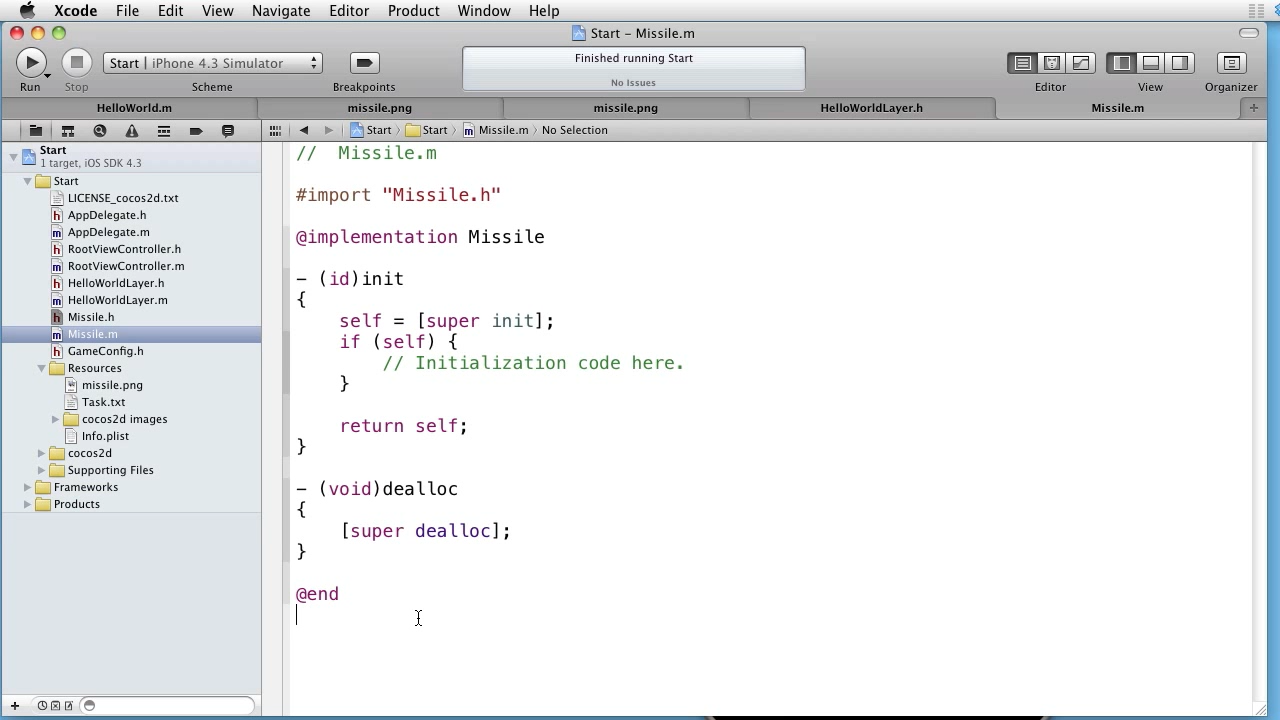 Xcode File Edit View Navigate Editor Product Window Help
Start – Missile.m
Start | iPhone 4.3 Simulator
Finished running Start
No Issues
Run Stop Scheme Breakpoints Editor View Organizer
HelloWorld.m missile.png missile.png HelloWorldLayer.h Missile.m
Start Start Missile.m No Selection
Start
1 target, iOS SDK 4.3
Start
LICENSE_cocos2d.txt
AppDelegate.h
AppDelegate.m
RootViewController.h
RootViewController.m
HelloWorldLayer.h
HelloWorldLayer.m
Missile.h
Missile.m
GameConfig.h
Resources
missile.png
Task.txt
cocos2d images
Info.plist
cocos2d
Supporting Files
Frameworks
Products
//  Missile.m
#import "Missile.h"
@implementation Missile
- (id)init
{
self = [super init];
if (self) {
// Initialization code here.
}
return self;
}
- (void)dealloc
{
[super dealloc];
}
@end